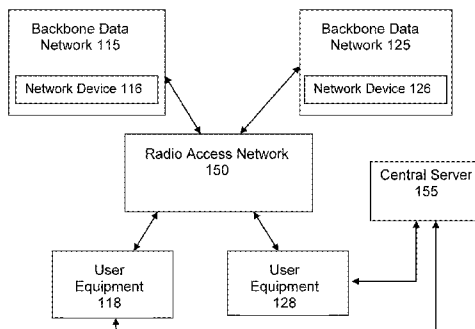 Backbone Data
Network 115
Network Device 116
Backbone Data
Network 125
Network Device 126
Radio Access Network
150
Central Server
155
User
Equipment
118
User
Equipment
128